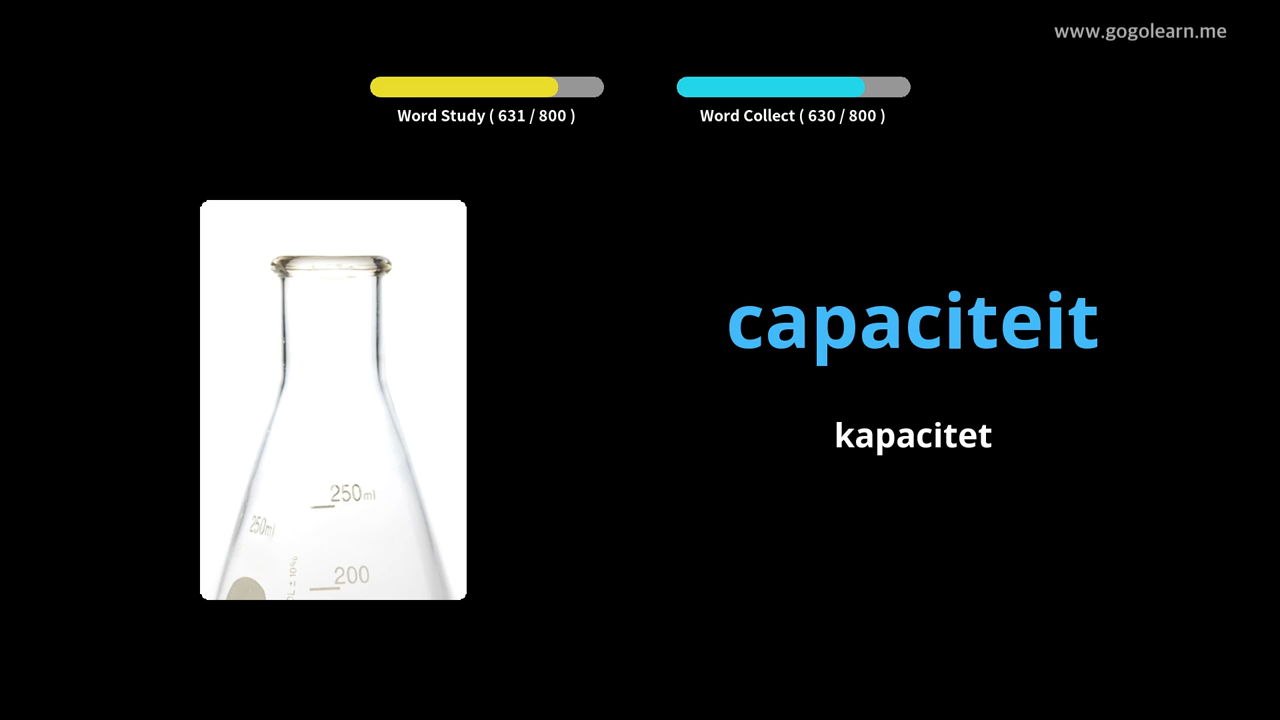 www.gogolearn.me
Word Study ( 631 / 800 )
Word Collect ( 630 / 800 )
capaciteit
kapacitet
250ml
250ml
200